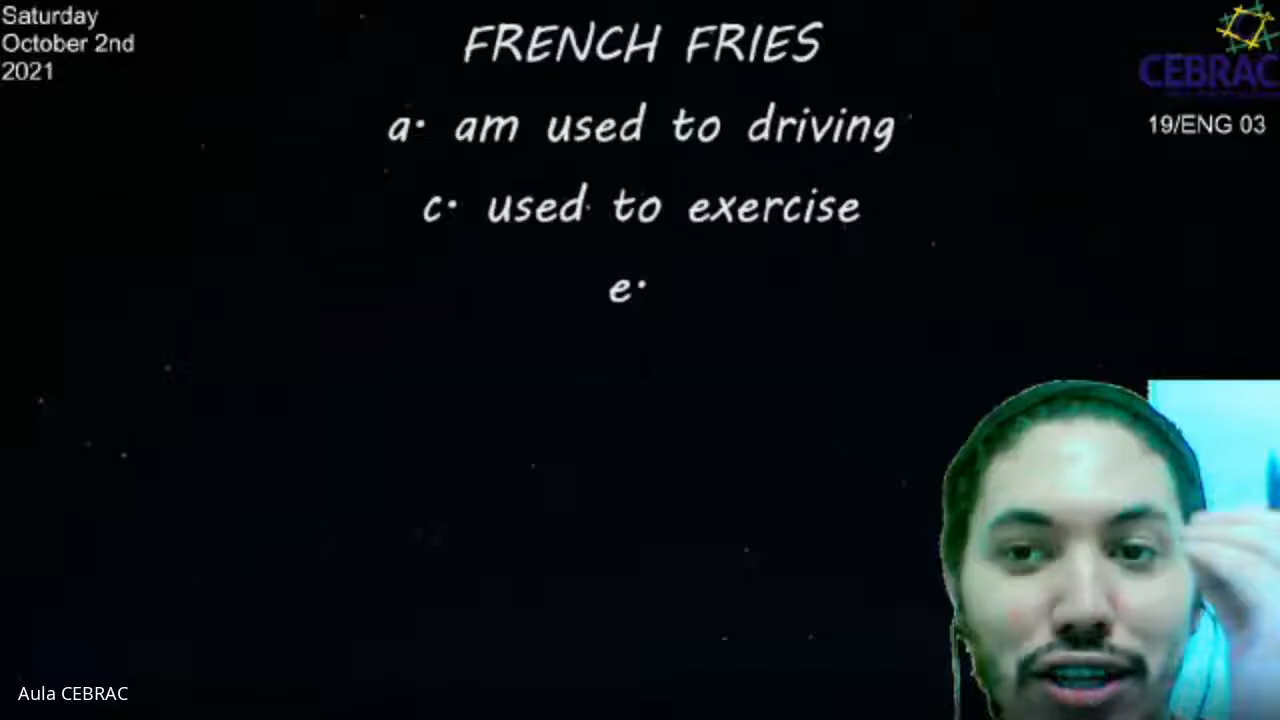 Saturday
October 2nd
2021
FRENCH FRIES
CEBRAC
19/ENG 03
a. am used to driving
c. used to exercise
e.
Aula CEBRAC